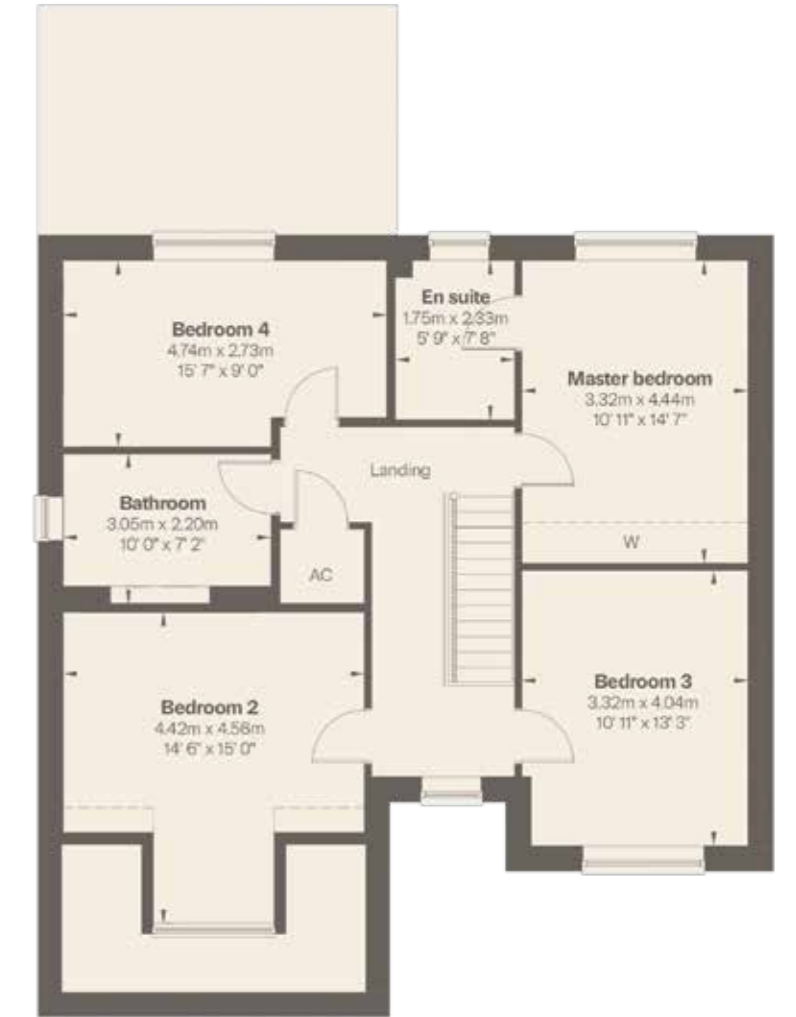 Bedroom 4
4.74m x 2.73m
15' 7" x 9' 0"
En suite
1.75m x 2.33m
5' 9" x 7' 8"
Master bedroom
3.32m x 4.44m
10' 11" x 14' 7"
Landing
Bathroom
3.05m x 2.20m
10' 0" x 7' 2"
W
AC
Bedroom 2
4.42m x 4.56m
14' 6" x 15' 0"
Bedroom 3
3.32m x 4.04m
10' 11" x 13' 3"